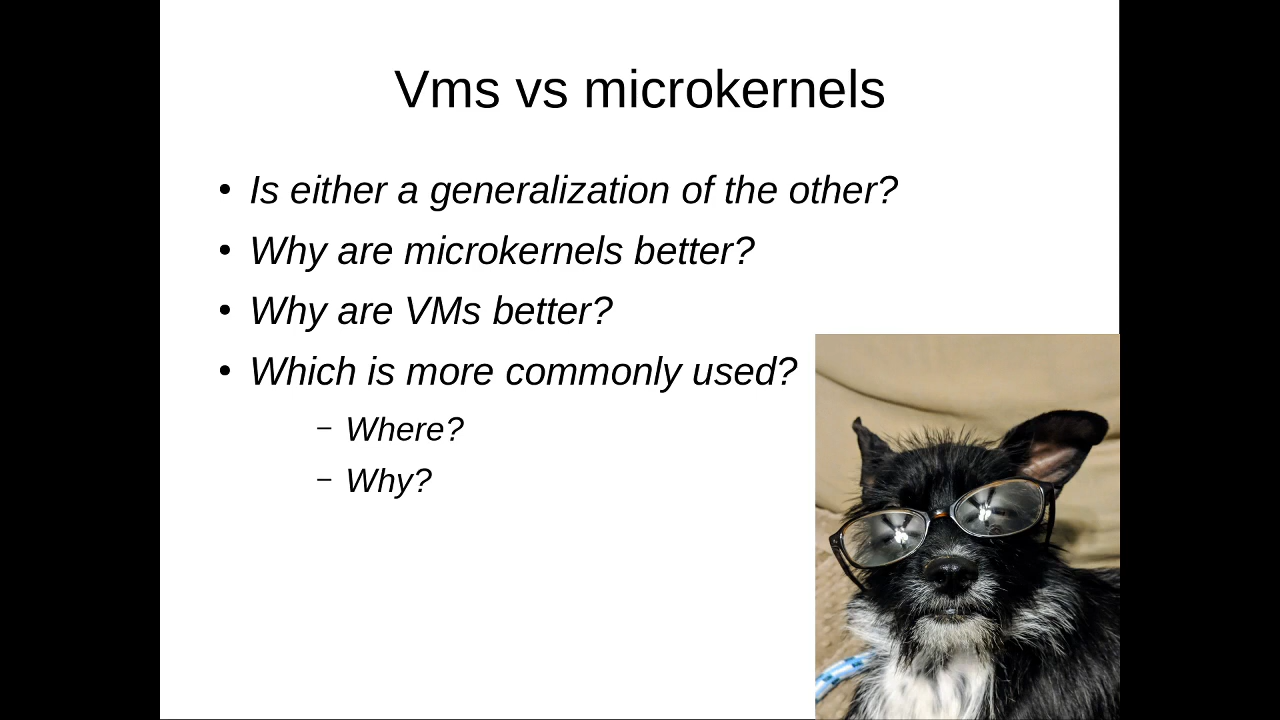 Vms vs microkernels
• Is either a generalization of the other?
• Why are microkernels better?
• Why are VMs better?
• Which is more commonly used?
– Where?
– Why?